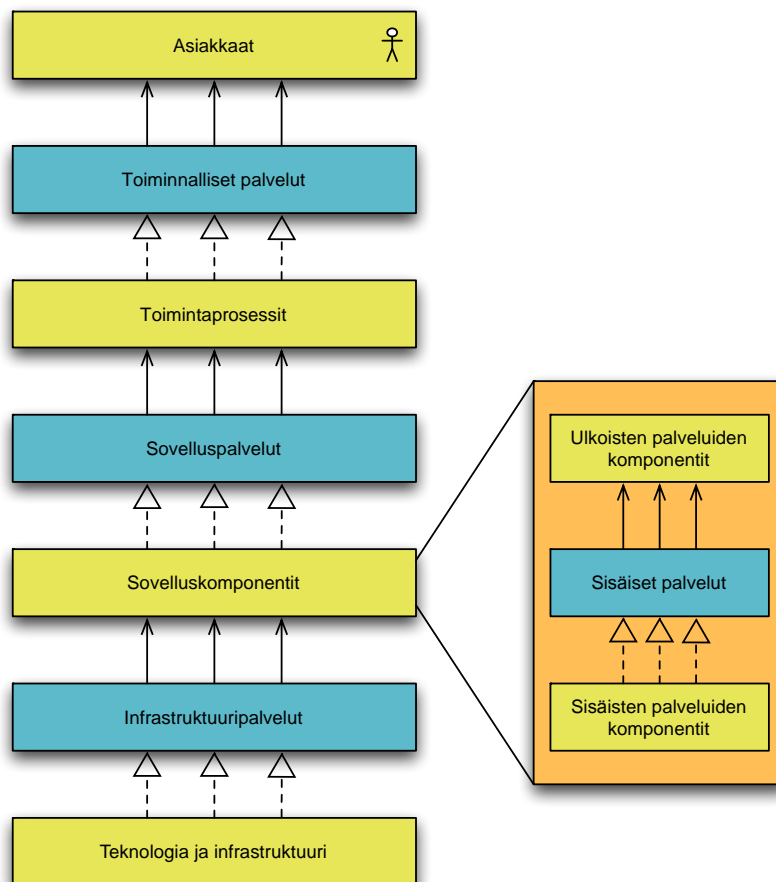 Asiakkaat
Toiminnalliset palvelut
Toimintaprosessit
Sovelluspalvelut
Sovelluskomponentit
Infrastruktuuripalvelut
Teknologia ja infrastruktuuri
Ulkoisten palveluiden
komponentit
Sisäiset palvelut
Sisäisten palveluiden
komponentit